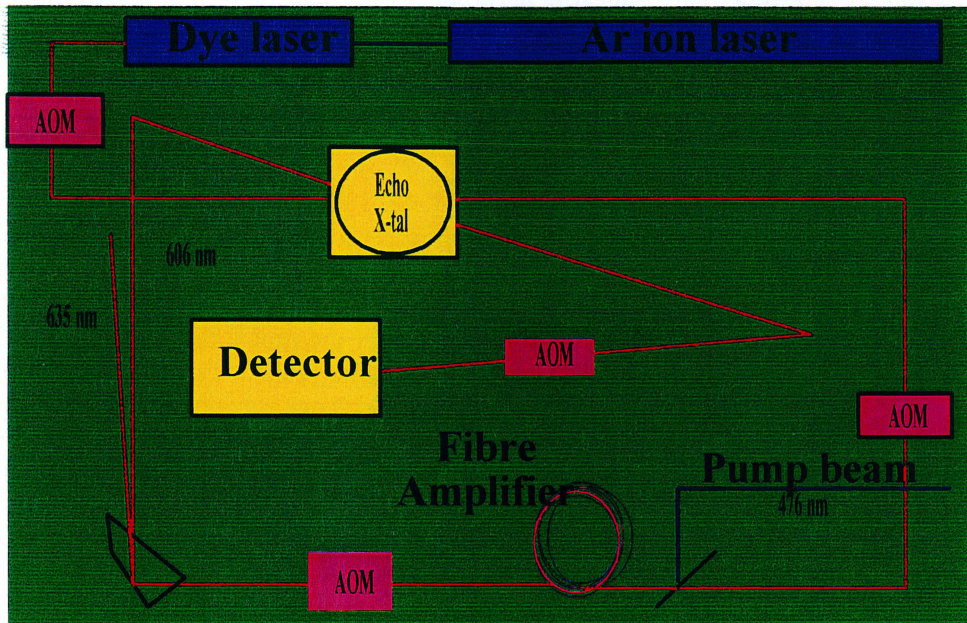 Dye laser
Ar ion laser
AOM
Echo
X-tal
606 nm
635 nm
Detector
AOM
AOM
Fibre
Amplifier
Pump beam
476 nm
AOM